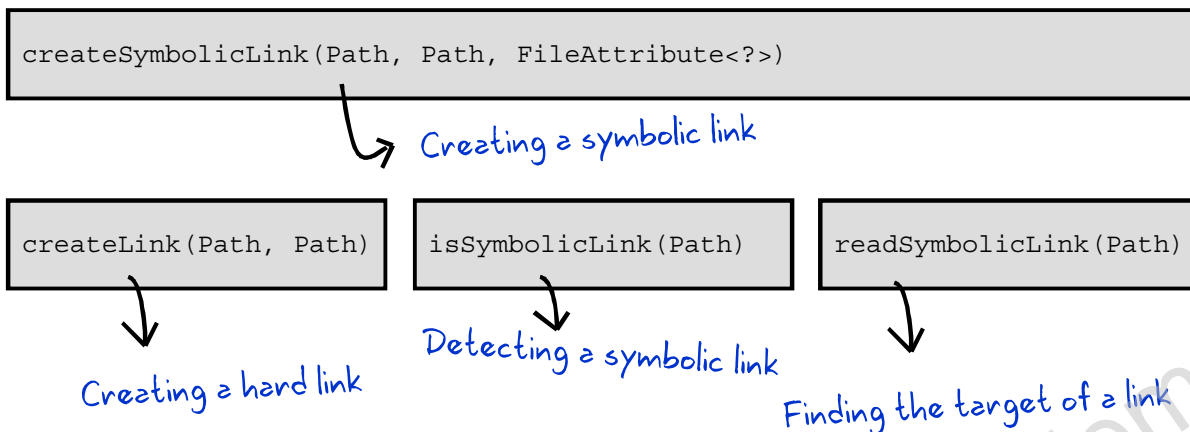 createSymbolicLink(Path, Path, FileAttribute<?>)
Creating a symbolic link
createLink(Path, Path)
isSymbolicLink(Path)
readSymbolicLink(Path)
Creating a hard link
Detecting a symbolic link
Finding the target of a link